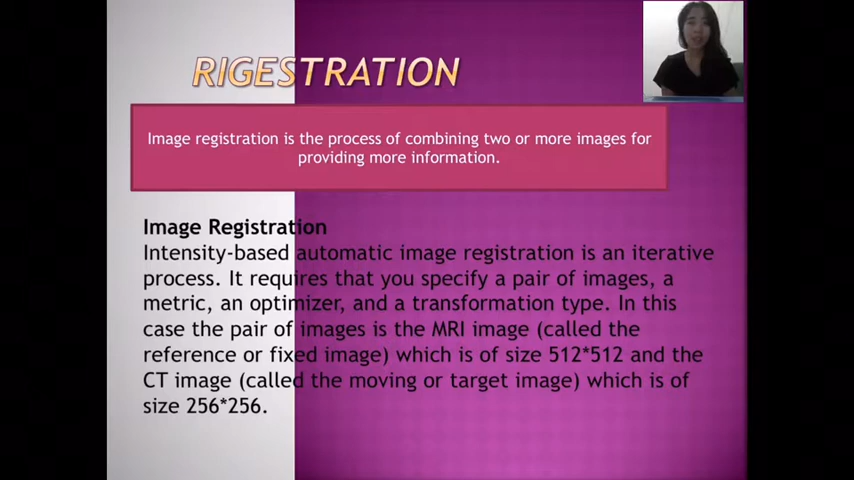 RIGESTRATION
Image registration is the process of combining two or more images for
providing more information.
Image Registration
Intensity-based automatic image registration is an iterative
process. It requires that you specify a pair of images, a
metric, an optimizer, and a transformation type. In this
case the pair of images is the MRI image (called the
reference or fixed image) which is of size 512*512 and the
CT image (called the moving or target image) which is of
size 256*256.